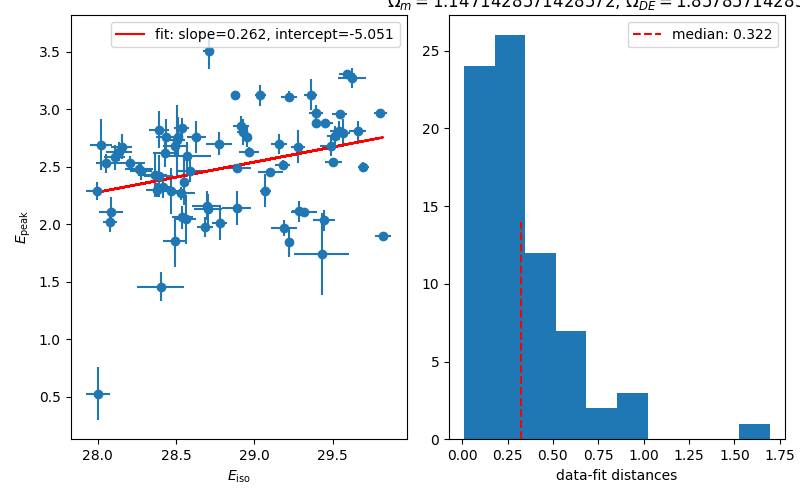 Ω_m = 1.1471428571428572, Ω_DE = 1.85785714285
fit: slope=0.262, intercept=-5.051
median: 0.322
3.5
3.0
2.5
2.0
1.5
1.0
0.5
E_peak
28.0 28.5 29.0 29.5
E_iso
25
20
15
10
5
0
0.00 0.25 0.50 0.75 1.00 1.25 1.50 1.75
data-fit distances